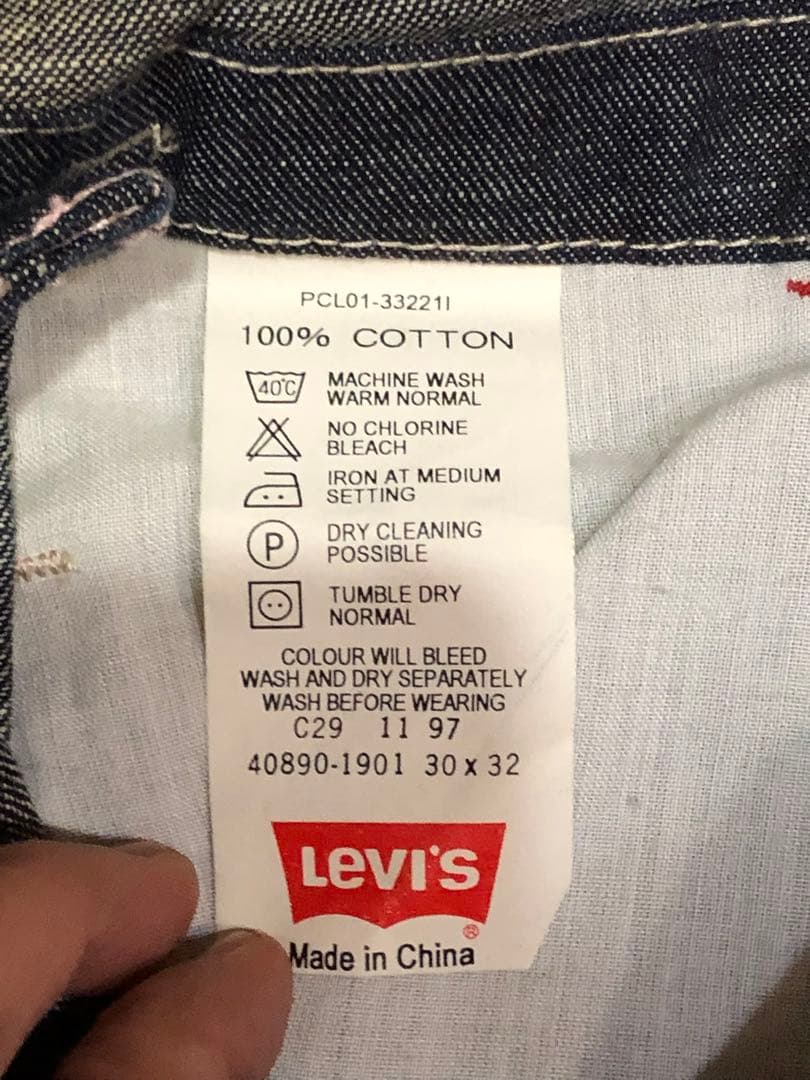 PCL01-33221I
100% COTTON
40°C MACHINE WASH
WARM NORMAL
NO CHLORINE
BLEACH
IRON AT MEDIUM
SETTING
P DRY CLEANING
POSSIBLE
TUMBLE DRY
NORMAL
COLOUR WILL BLEED
WASH AND DRY SEPARATELY
WASH BEFORE WEARING
C29 11 97
40890-1901 30 x 32
LEVI'S
®
Made in China